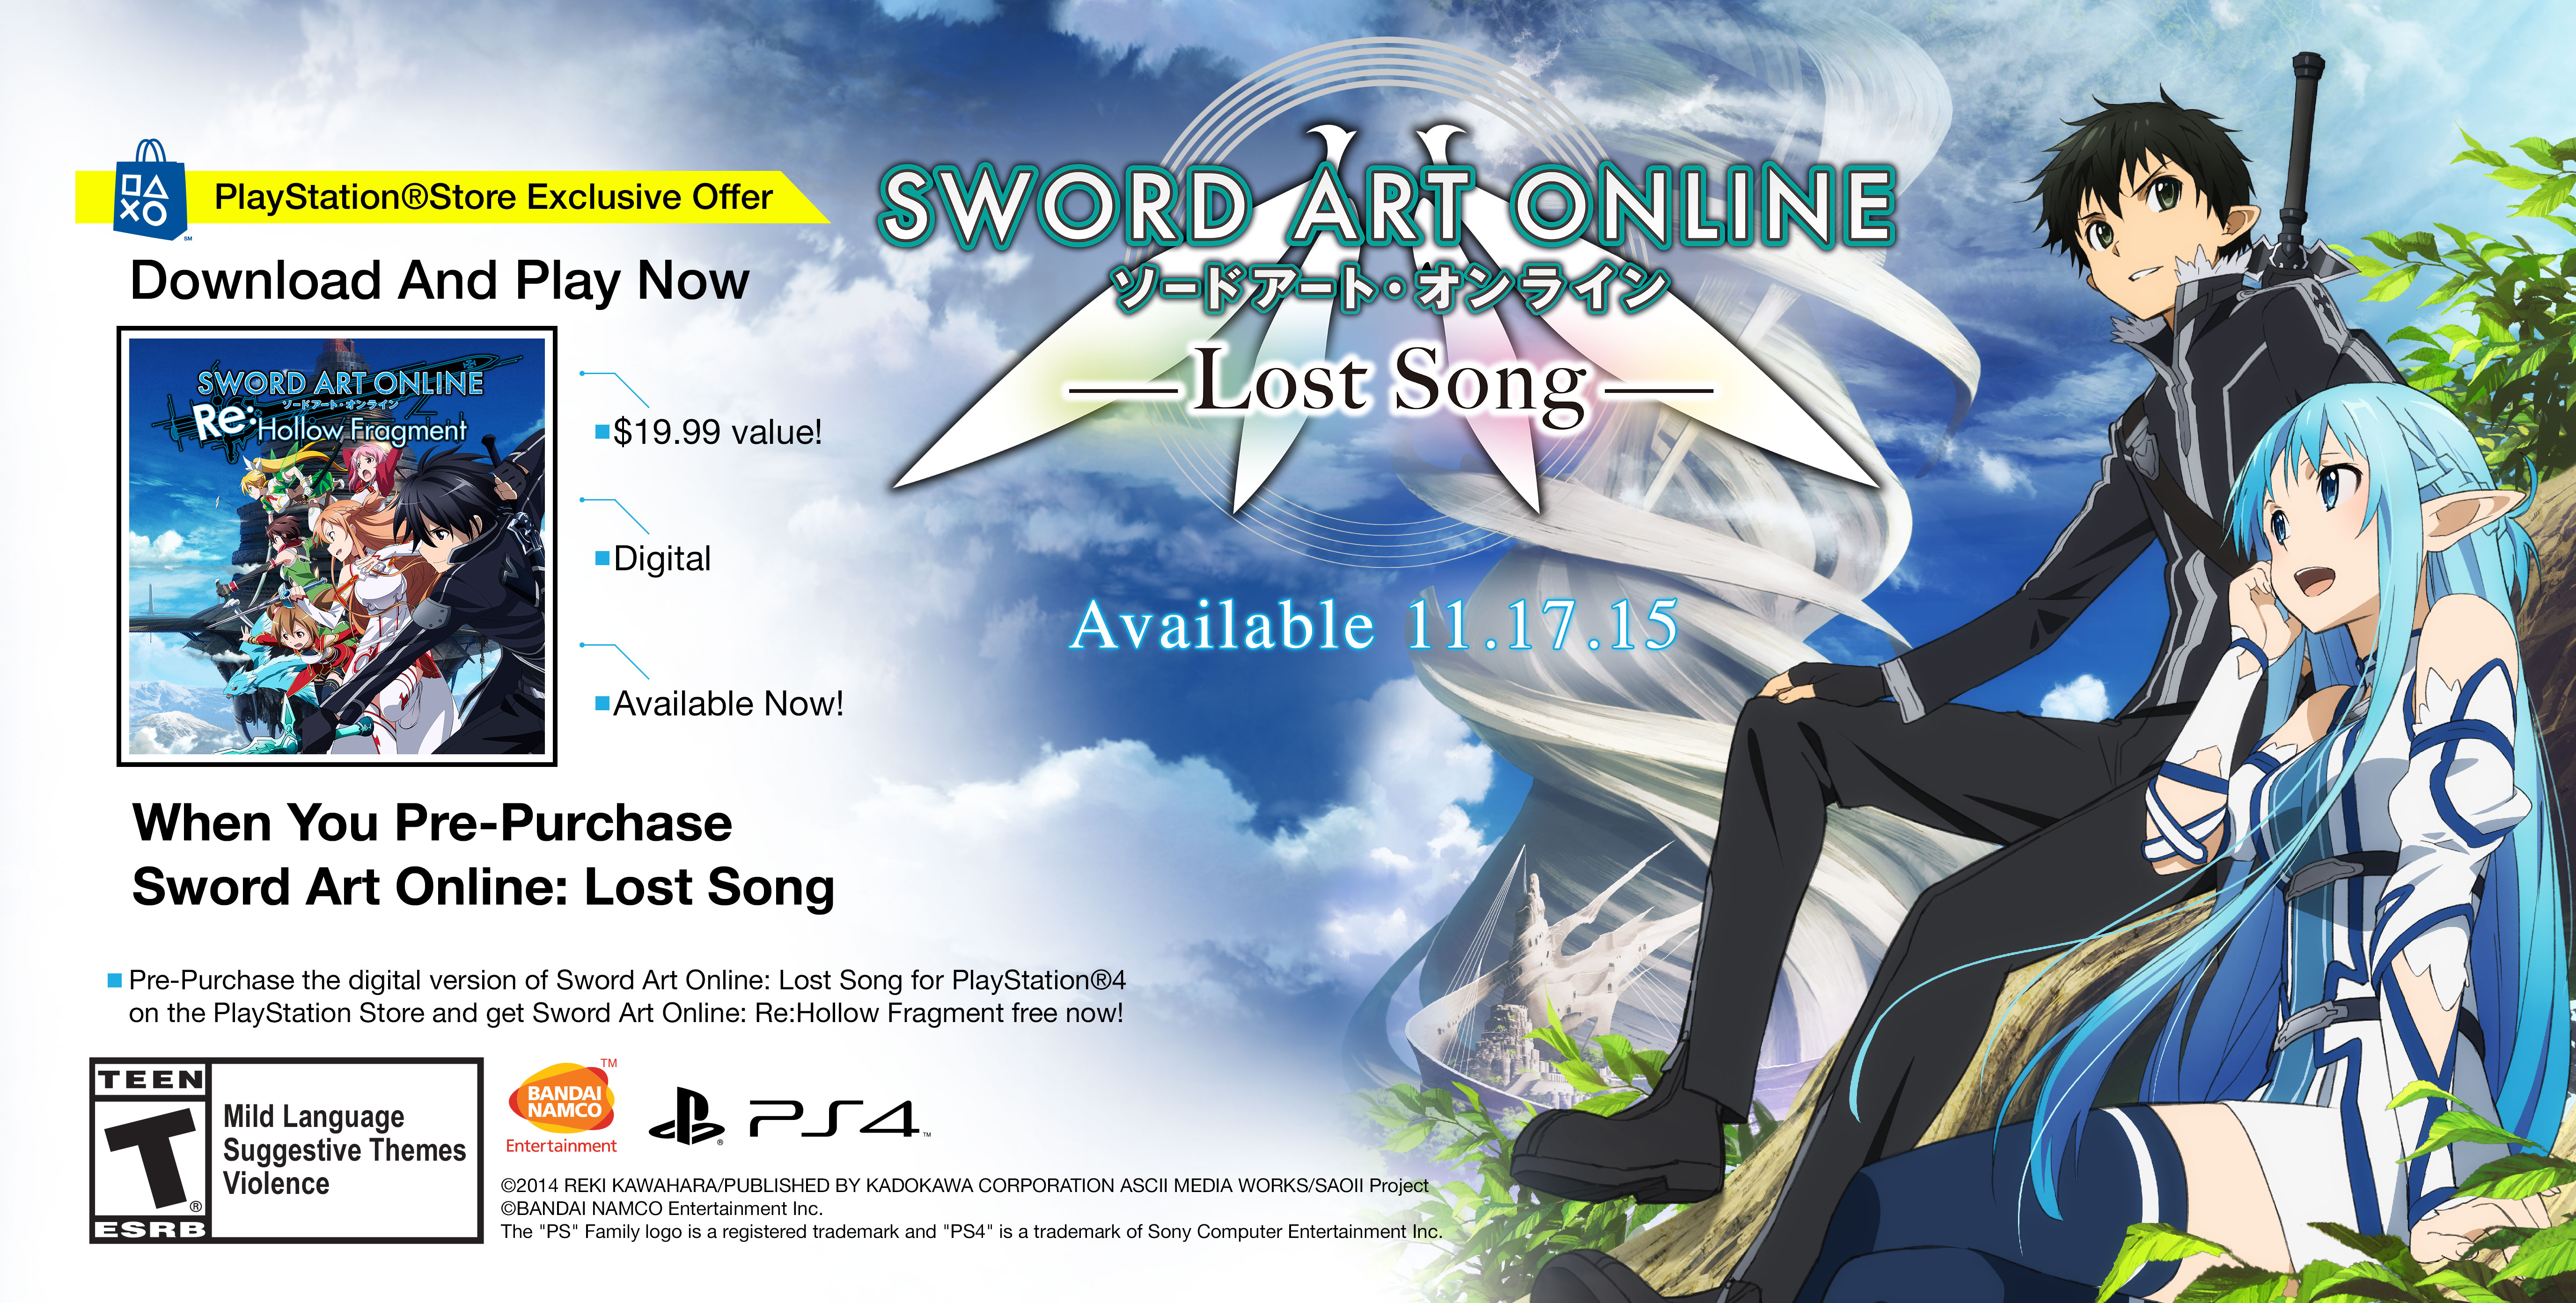 PlayStation®Store Exclusive Offer
Download And Play Now
SWORD ART ONLINE
ソードアート・オンライン
Re:Hollow Fragment
$19.99 value!
Digital
Available Now!
When You Pre-Purchase
Sword Art Online: Lost Song
Pre-Purchase the digital version of Sword Art Online: Lost Song for PlayStation®4
on the PlayStation Store and get Sword Art Online: Re:Hollow Fragment free now!
SWORD ART ONLINE
ソードアート・オンライン
Lost Song
Available 11.17.15
TEEN
T®
ESRB
Mild Language
Suggestive Themes
Violence
BANDAI
NAMCO
TM
Entertainment
PS4™
©2014 REKI KAWAHARA/PUBLISHED BY KADOKAWA CORPORATION ASCII MEDIA WORKS/SAOII Project
©BANDAI NAMCO Entertainment Inc.
The "PS" Family logo is a registered trademark and "PS4" is a trademark of Sony Computer Entertainment Inc.